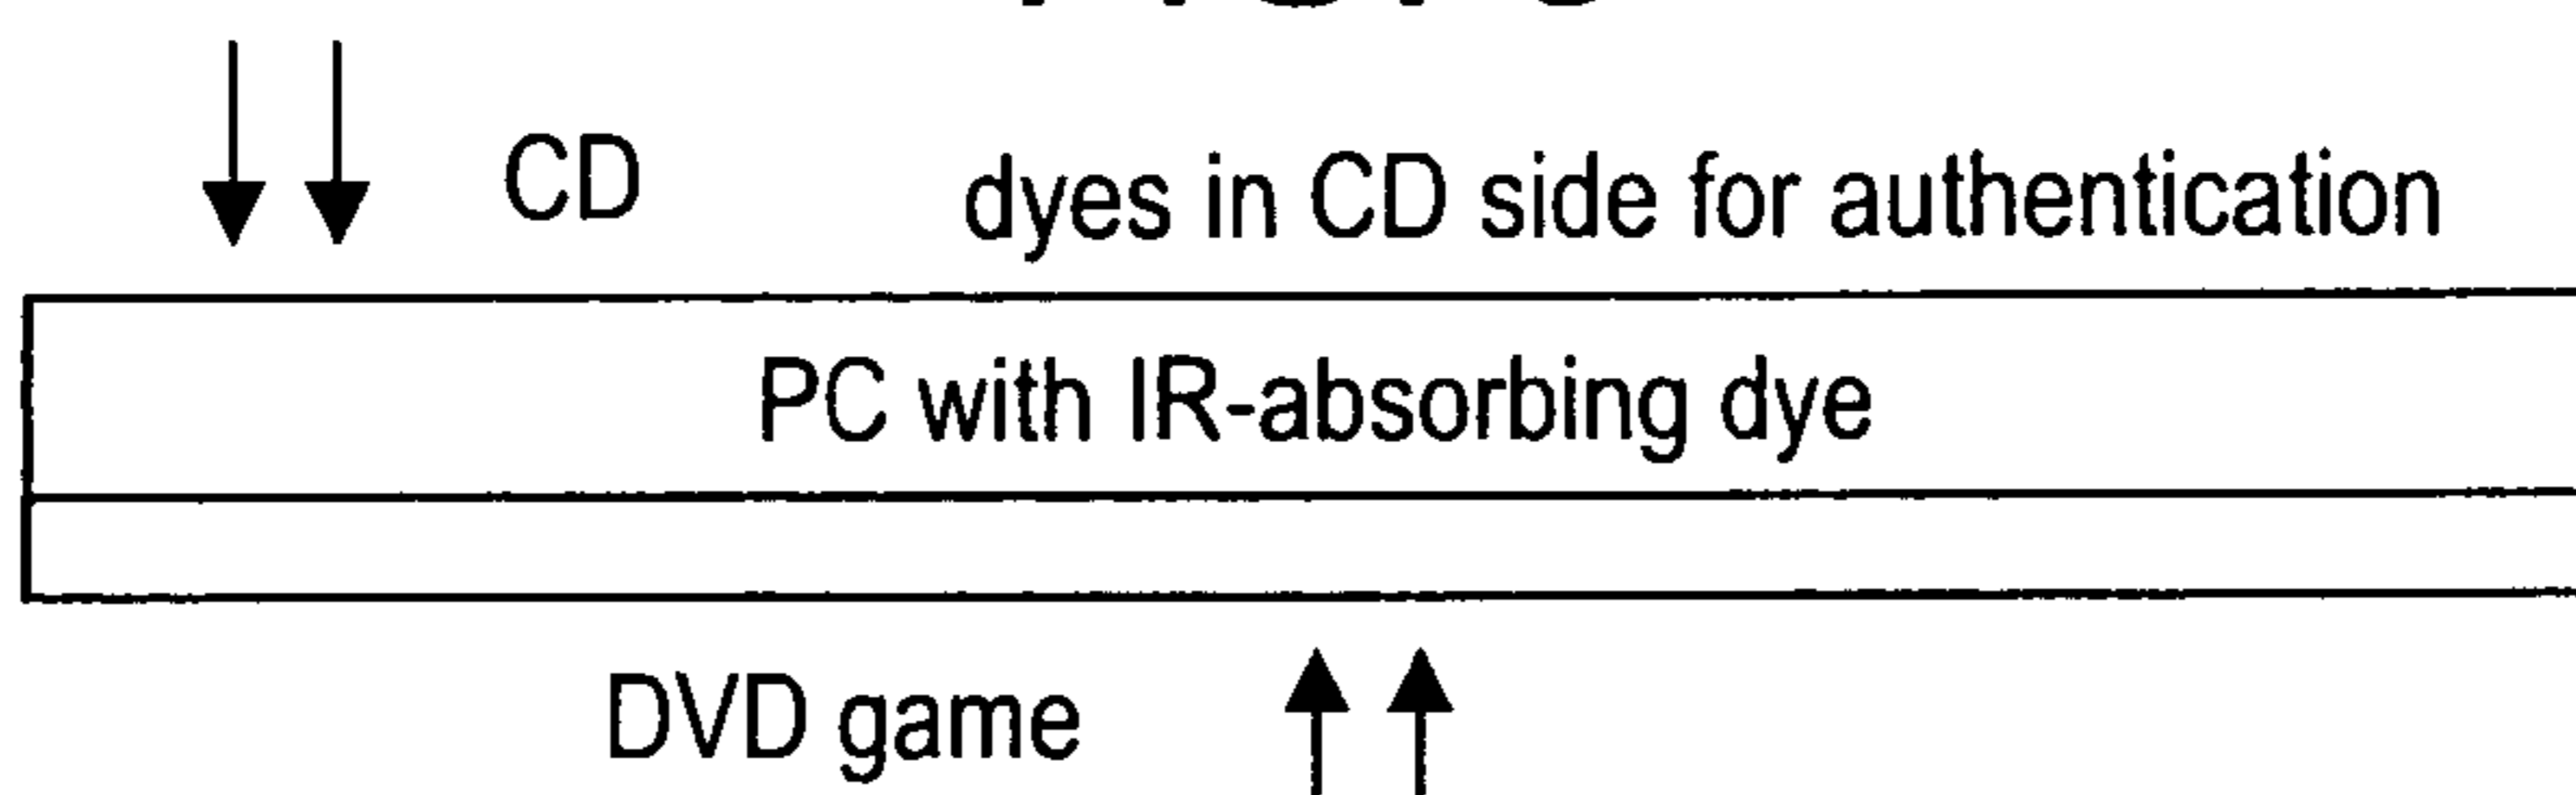 CD
dyes in CD side for authentication
PC with IR-absorbing dye
DVD game